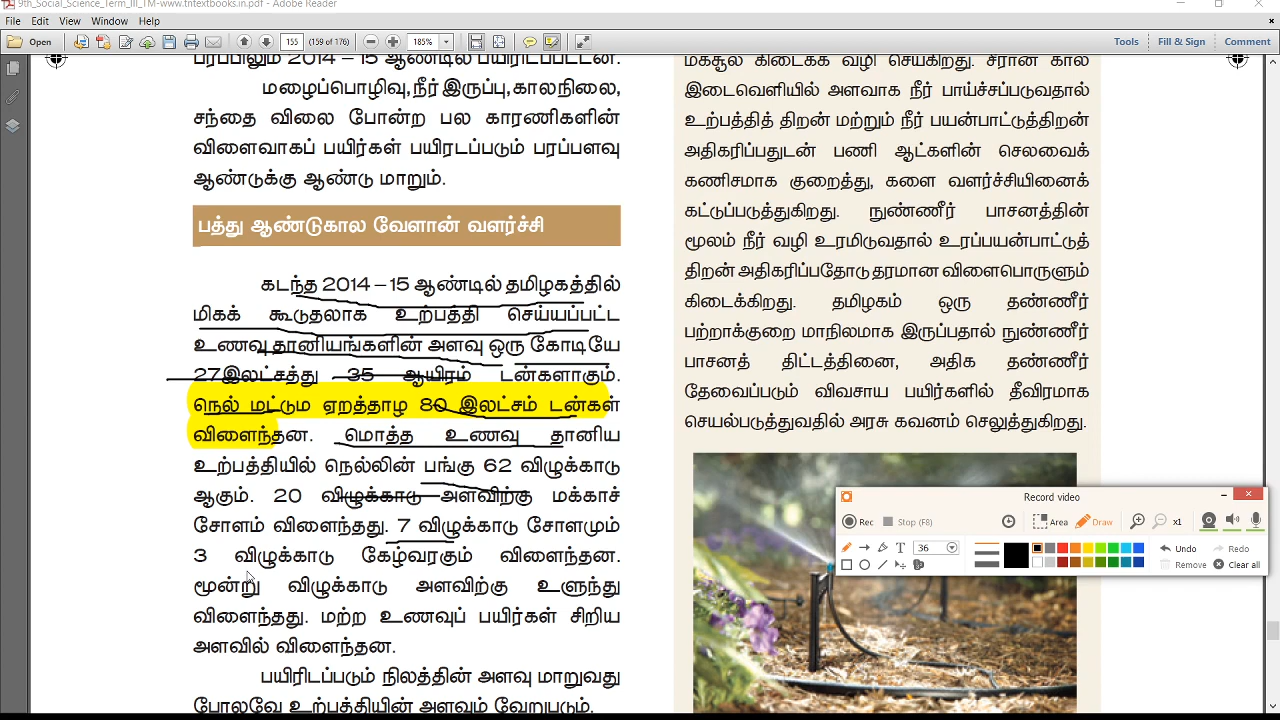 9th_Social_Science_Term_III_TM-www.tntextbooks.in.pdf - Adobe Reader
File Edit View Window Help
Open 155 (159 of 176) 185% Tools Fill & Sign Comment
பரப்பிலும் 2014 – 15 ஆண்டில் பயிரிடப்பட்டன.
மழைப்பொழிவு, நீர் இருப்பு, காலநிலை,
சந்தை விலை போன்ற பல காரணிகளின்
விளைவாகப் பயிர்கள் பயிரடப்படும் பரப்பளவு
ஆண்டுக்கு ஆண்டு மாறும்.
பத்து ஆண்டுகால வேளான் வளர்ச்சி
கடந்த 2014 – 15 ஆண்டில் தமிழகத்தில்
மிகக் கூடுதலாக உற்பத்தி செய்யப்பட்ட
உணவு தானியங்களின் அளவு ஒரு கோடியே
27இலட்சத்து 35 ஆயிரம் டன்களாகும்.
நெல் மட்டும ஏறத்தாழ 80 இலட்சம் டன்கள்
விளைந்தன. மொத்த உணவு தானிய
உற்பத்தியில் நெல்லின் பங்கு 62 விழுக்காடு
ஆகும். 20 விழுக்காடு அளவிற்கு மக்காச்
சோளம் விளைந்தது. 7 விழுக்காடு சோளமும்
3 விழுக்காடு கேழ்வரகும் விளைந்தன.
மூன்று விழுக்காடு அளவிற்கு உளுந்து
விளைந்தது. மற்ற உணவுப் பயிர்கள் சிறிய
அளவில் விளைந்தன.
பயிரிடப்படும் நிலத்தின் அளவு மாறுவது
போலவே உற்பத்தியின் அளவும் வேறுபடும்.
மகசூல் கிடைக்க வழி செய்கிறது. சீரான கால
இடைவெளியில் அளவாக நீர் பாய்ச்சப்படுவதால்
உற்பத்தித் திறன் மற்றும் நீர் பயன்பாட்டுத்திறன்
அதிகரிப்பதுடன் பணி ஆட்களின் செலவைக்
கணிசமாக குறைத்து, களை வளர்ச்சியினைக்
கட்டுப்படுத்துகிறது. நுண்ணீர் பாசனத்தின்
மூலம் நீர் வழி உரமிடுவதால் உரப்பயன்பாட்டுத்
திறன் அதிகரிப்பதோடு தரமான விளைபொருளும்
கிடைக்கிறது. தமிழகம் ஒரு தண்ணீர்
பற்றாக்குறை மாநிலமாக இருப்பதால் நுண்ணீர்
பாசனத் திட்டத்தினை, அதிக தண்ணீர்
தேவைப்படும் விவசாய பயிர்களில் தீவிரமாக
செயல்படுத்துவதில் அரசு கவனம் செலுத்துகிறது.
Record video
Rec Stop (F8) Area Draw x1
T 36 Undo Redo
Remove Clear all